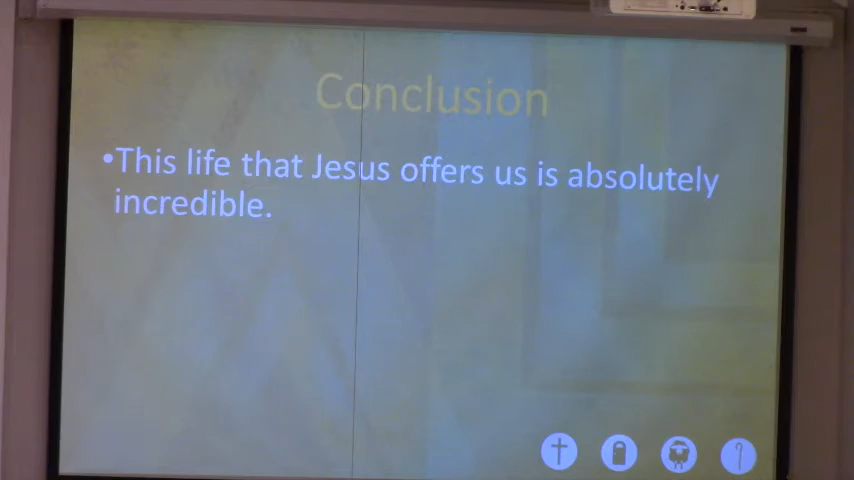 Conclusion
•This life that Jesus offers us is absolutely
incredible.